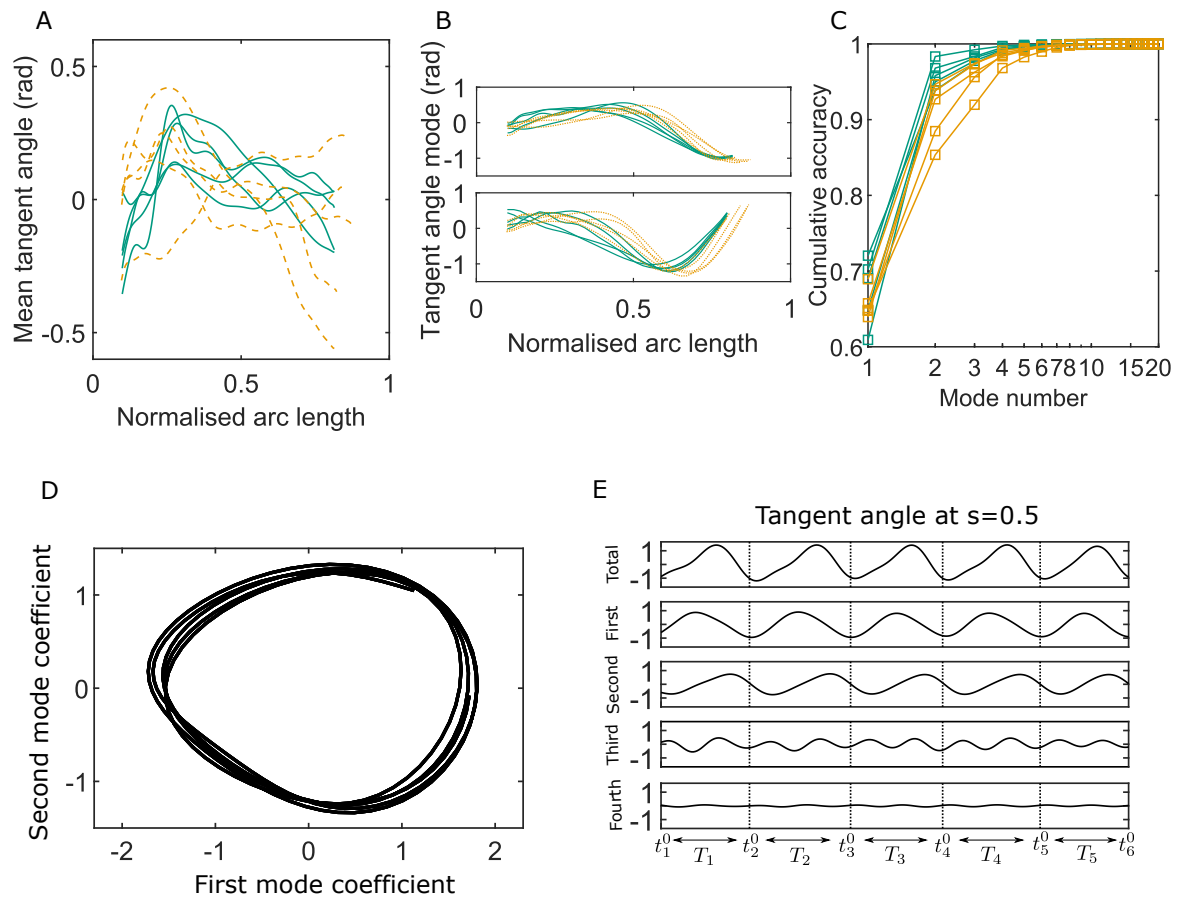 A
B
C
Mean tangent angle (rad)
0.5
0
-0.5
0
0.5
1
Normalised arc length
Tangent angle mode (rad)
1
0
-1
1
0
-1
0
0.5
1
Normalised arc length
Cumulative accuracy
1
0.9
0.8
0.7
0.6
1
2
3
4
5
6
7
8
10
15
20
Mode number
D
Second mode coefficient
1
0
-1
-2
-1
0
1
2
First mode coefficient
E
Tangent angle at s=0.5
Total
1
-1
First
1
-1
Second
1
-1
Third
1
-1
Fourth
1
-1
t₁⁰ T₁ t₂⁰ T₂ t₃⁰ T₃ t₄⁰ T₄ t₅⁰ T₅ t₆⁰